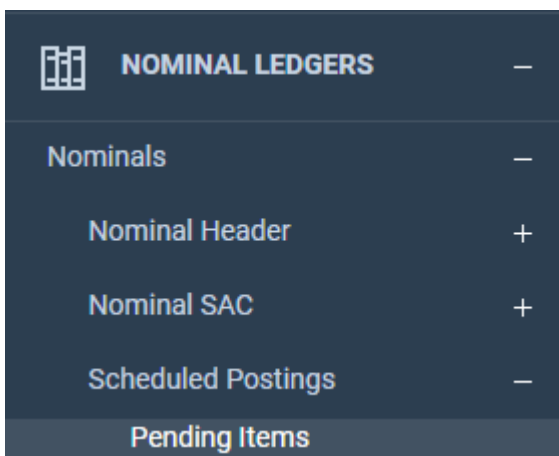 NOMINAL LEDGERS –
Nominals –
Nominal Header +
Nominal SAC +
Scheduled Postings –
Pending Items